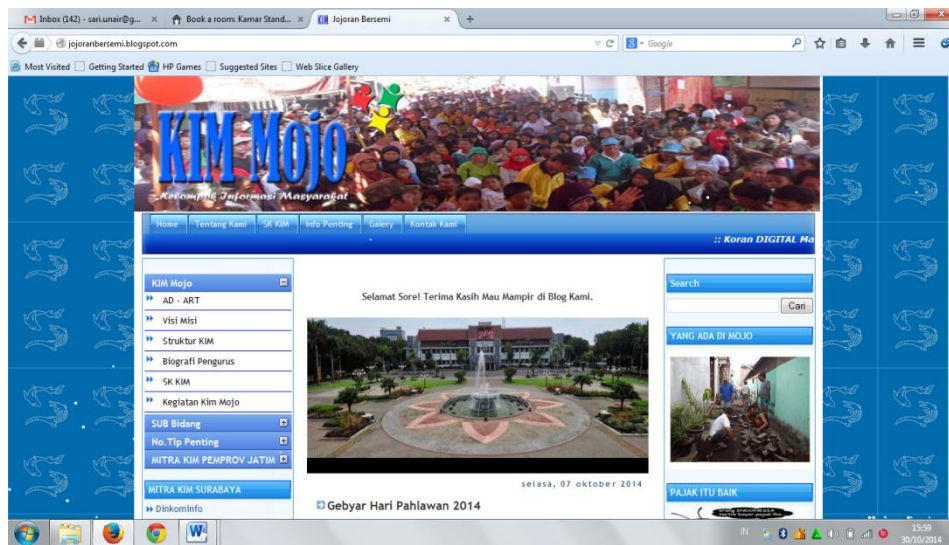 Inbox (142) - sari.unair@g...
Book a room: Kamar Stand...
Jojoran Bersemi
jojoranbersemi.blogspot.com
Google
Most Visited
Getting Started
HP Games
Suggested Sites
Web Slice Gallery
KIM Mojo
Kelompok Informasi Masyarakat
Home
Tentang Kami
SK KIM
Info Penting
Galery
Kontak Kami
:: Koran DIGITAL Ma
KIM Mojo
AD - ART
Visi Misi
Struktur KIM
Biografi Pengurus
SK KIM
Kegiatan Kim Mojo
SUB Bidang
No.Tlp Penting
MITRA KIM PEMPROV JATIM
MITRA KIM SURABAYA
Dinkominfo
Selamat Sore! Terima Kasih Mau Mampir di Blog Kami.
selasa, 07 oktober 2014
Gebyar Hari Pahlawan 2014
Search
Cari
YANG ADA DI MOJO
PAJAK ITU BAIK
IN
15:59
30/10/2014